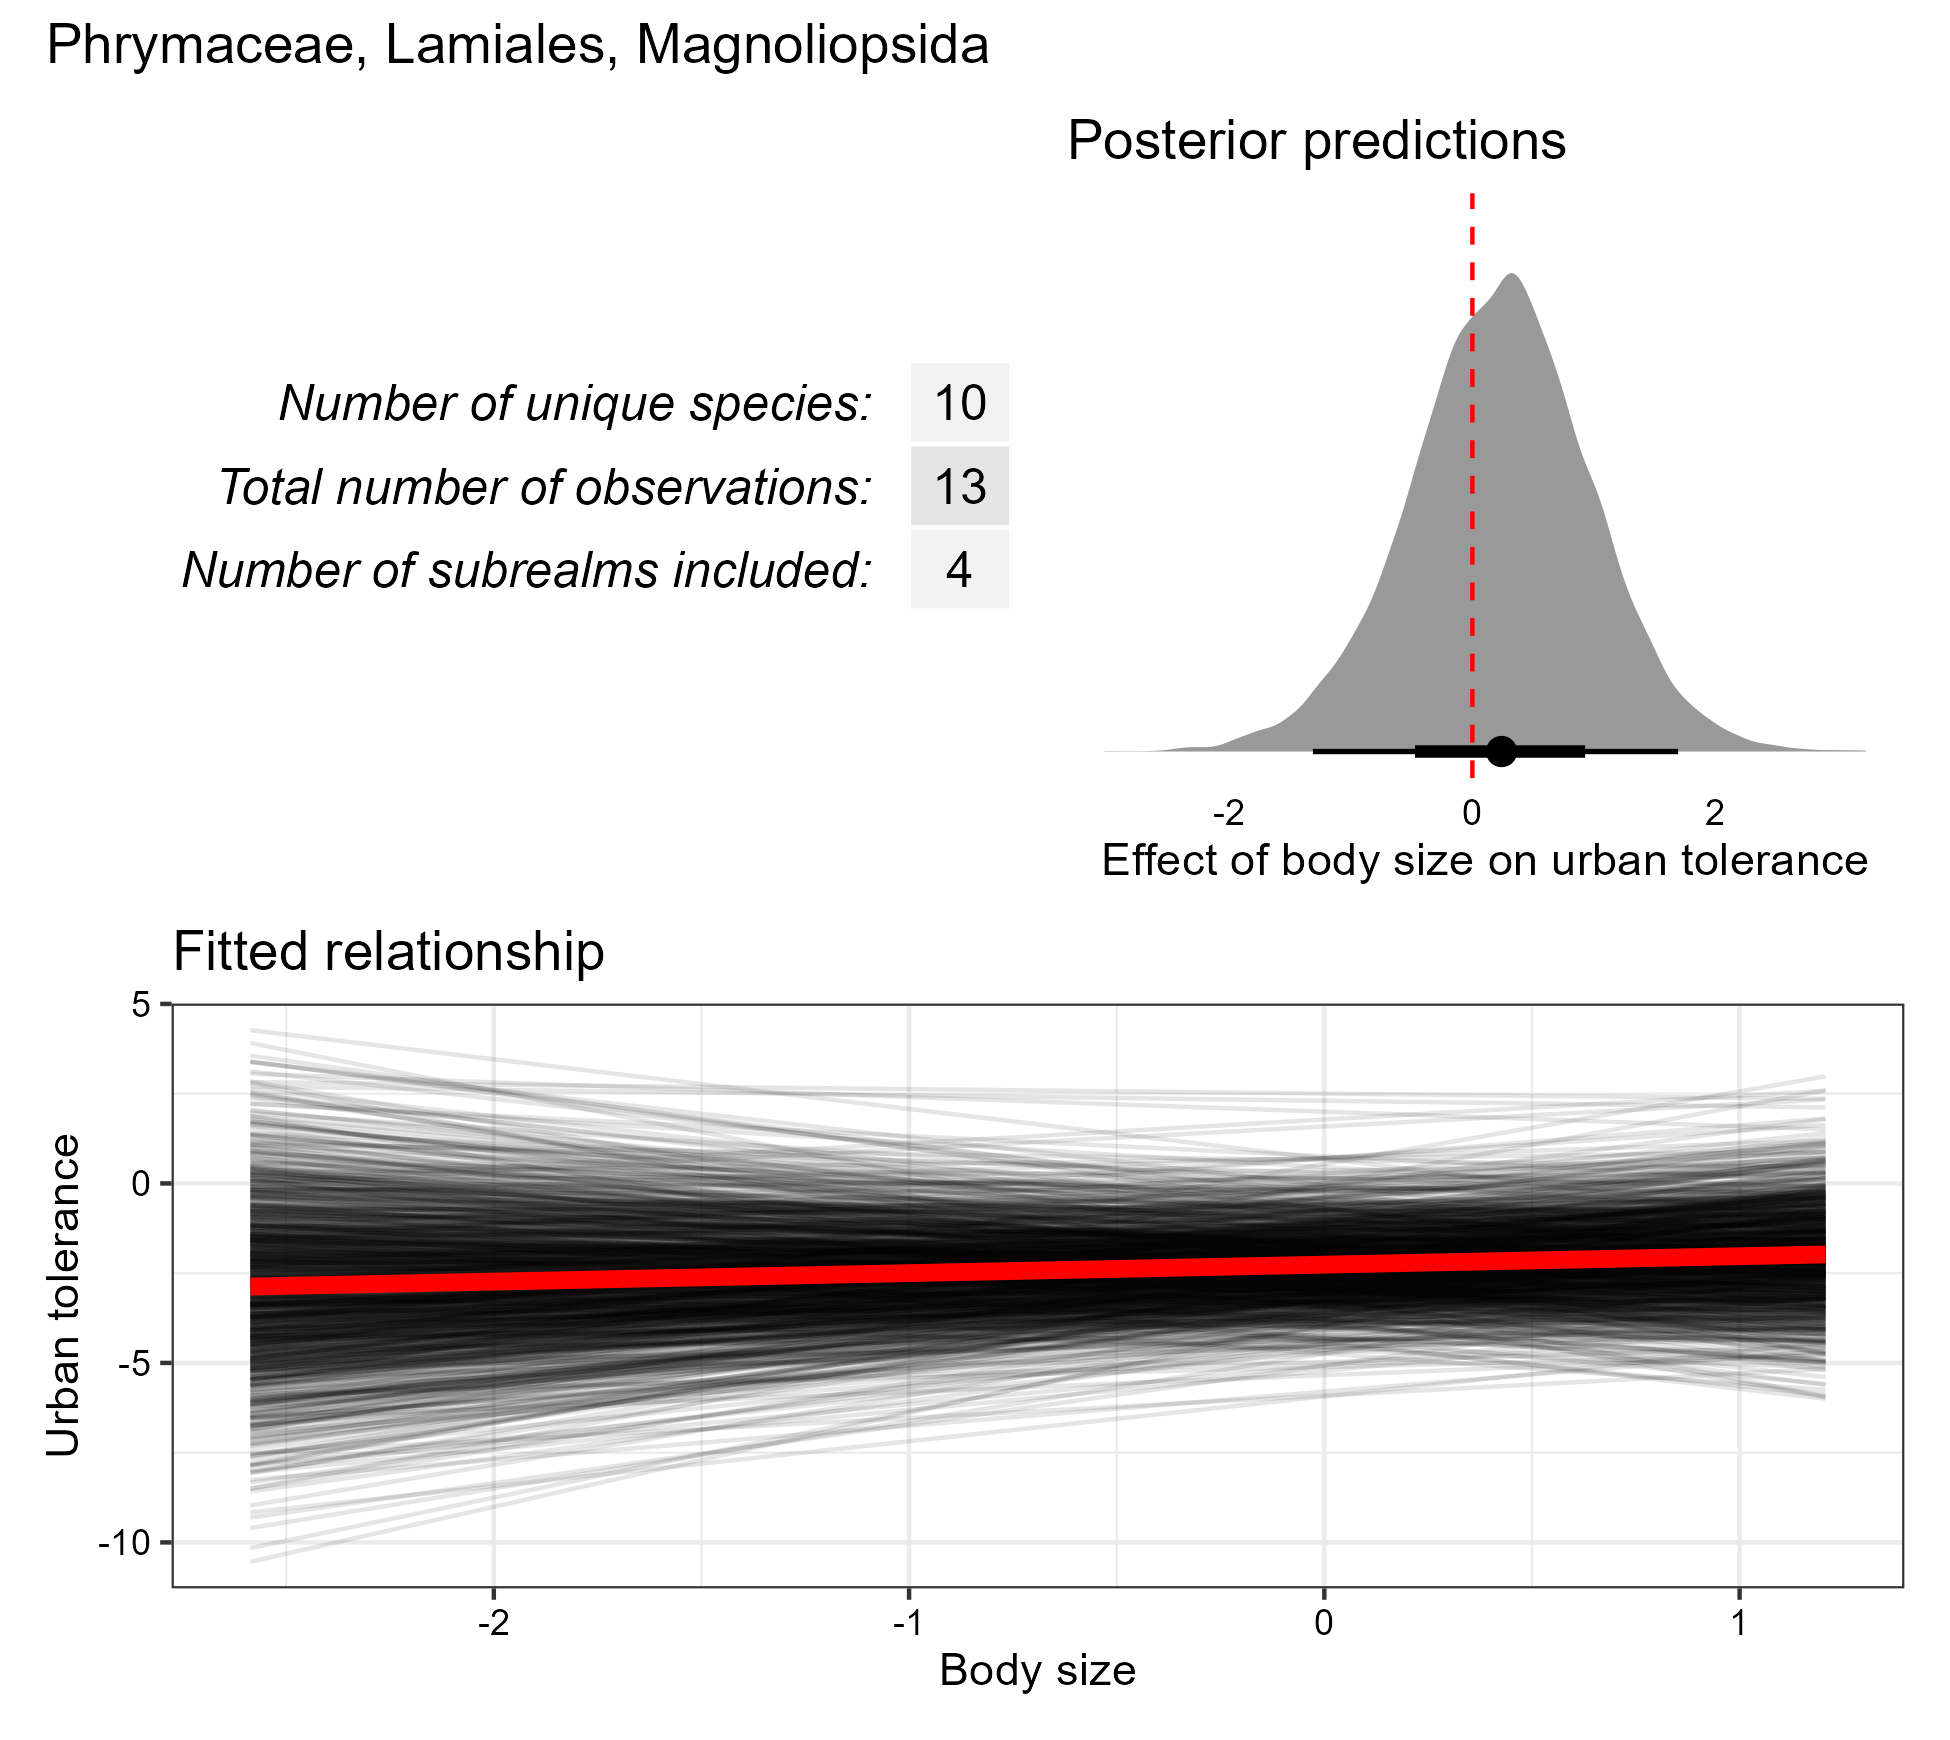 Phrymaceae, Lamiales, Magnoliopsida
Posterior predictions
Number of unique species: 10
Total number of observations: 13
Number of subrealms included: 4
-2 0 2
Effect of body size on urban tolerance
Fitted relationship
5
0
-5
-10
Urban tolerance
-2 -1 0 1
Body size